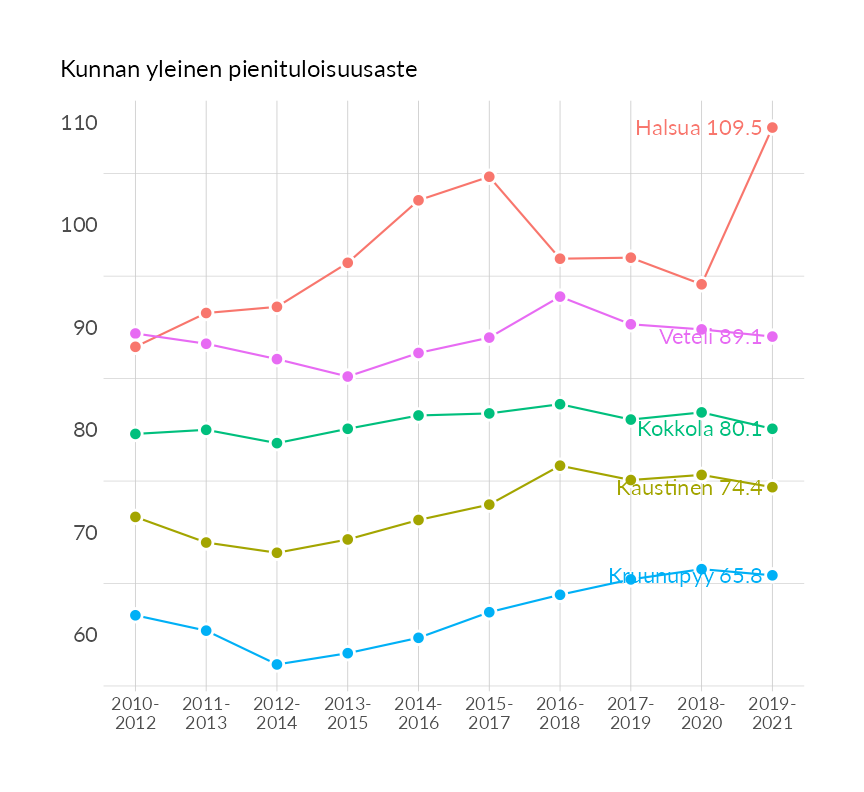 Kunnan yleinen pienituloisuusaste
110
Halsua 109.5
100
90
Veteli 89.1
80
Kokkola 80.1
Kaustinen 74.4
70
Kruunupyy 65.8
60
2010- 2011- 2012- 2013- 2014- 2015- 2016- 2017- 2018- 2019-
2012 2013 2014 2015 2016 2017 2018 2019 2020 2021